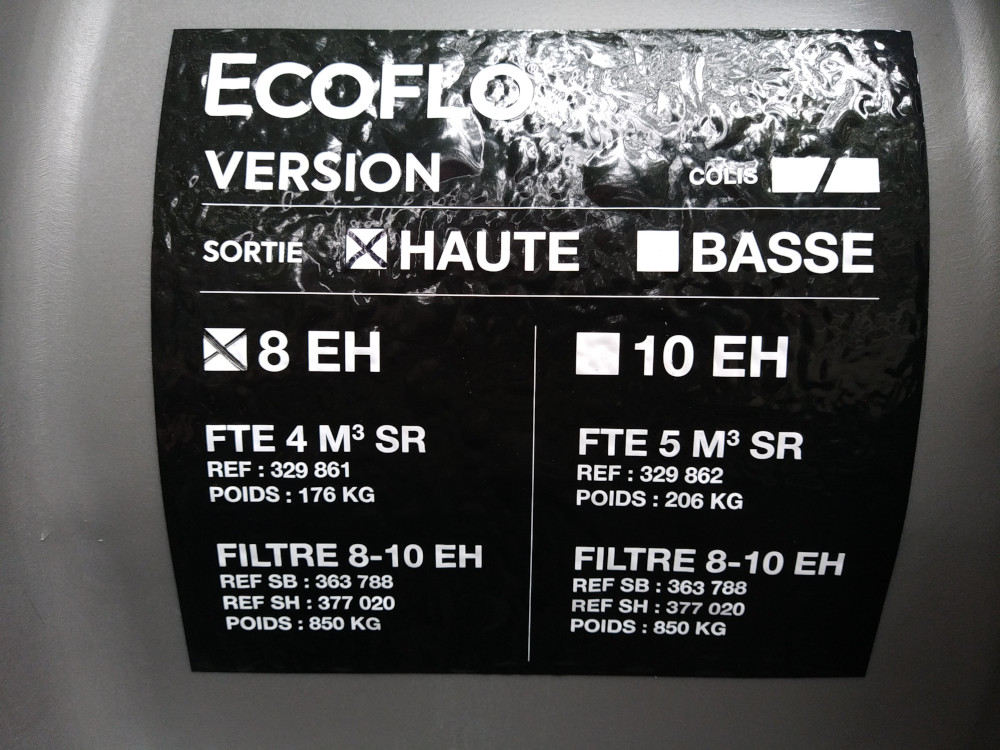 ECOFLO
VERSION
COLIS /
SORTIE HAUTE BASSE
8 EH
FTE 4 M³ SR
REF : 329 861
POIDS : 176 KG
FILTRE 8-10 EH
REF SB : 363 788
REF SH : 377 020
POIDS : 850 KG
10 EH
FTE 5 M³ SR
REF : 329 862
POIDS : 206 KG
FILTRE 8-10 EH
REF SB : 363 788
REF SH : 377 020
POIDS : 850 KG